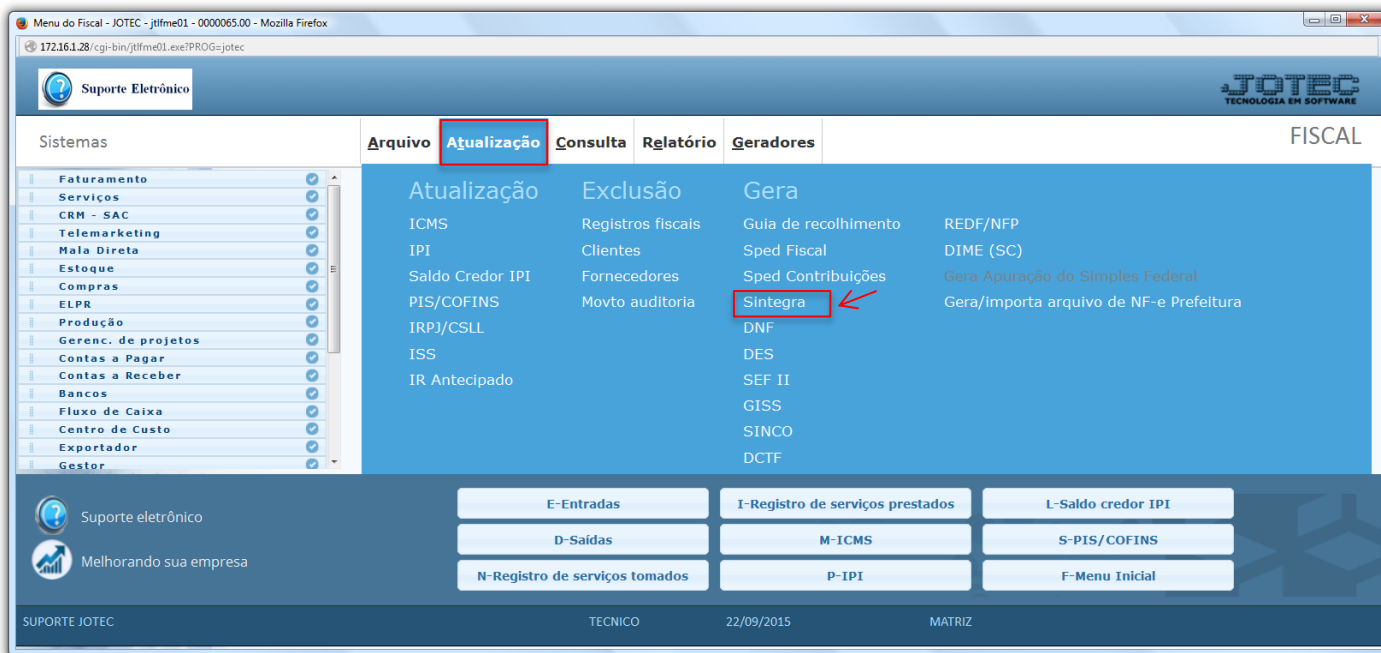 Menu do Fiscal - JOTEC - jtlfme01 - 0000065.00 - Mozilla Firefox
172.16.1.28/cgi-bin/jtlfme01.exe?PROG=jotec
Suporte Eletrônico
JOTEC
TECNOLOGIA EM SOFTWARE
Sistemas
Arquivo Atualização Consulta Relatório Geradores
FISCAL
Faturamento
Serviços
CRM - SAC
Telemarketing
Mala Direta
Estoque
Compras
ELPR
Produção
Gerenc. de projetos
Contas a Pagar
Contas a Receber
Bancos
Fluxo de Caixa
Centro de Custo
Exportador
Gestor
Atualização
ICMS
IPI
Saldo Credor IPI
PIS/COFINS
IRPJ/CSLL
ISS
IR Antecipado
Exclusão
Registros fiscais
Clientes
Fornecedores
Movto auditoria
Gera
Guia de recolhimento
Sped Fiscal
Sped Contribuições
Sintegra
DNF
DES
SEF II
GISS
SINCO
DCTF
REDF/NFP
DIME (SC)
Gera Apuração do Simples Federal
Gera/importa arquivo de NF-e Prefeitura
Suporte eletrônico
Melhorando sua empresa
E-Entradas
I-Registro de serviços prestados
L-Saldo credor IPI
D-Saídas
M-ICMS
S-PIS/COFINS
N-Registro de serviços tomados
P-IPI
F-Menu Inicial
SUPORTE JOTEC
TECNICO
22/09/2015
MATRIZ